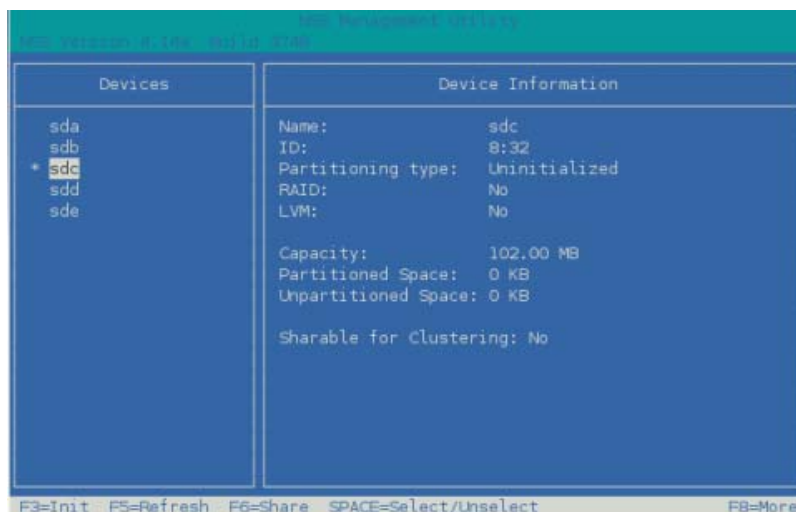 NSS Management Utility
Devices
sda
sdb
* sdc
sdd
sde
Device Information
Name: sdc
ID: 8:32
Partitioning type: Uninitialized
RAID: No
LVM: No
Capacity: 102.00 MB
Partitioned Space: 0 KB
Unpartitioned Space: 0 KB
Sharable for Clustering: No
F3=Init F5=Refresh F6=Share SPACE=Select/Unselect F8=More